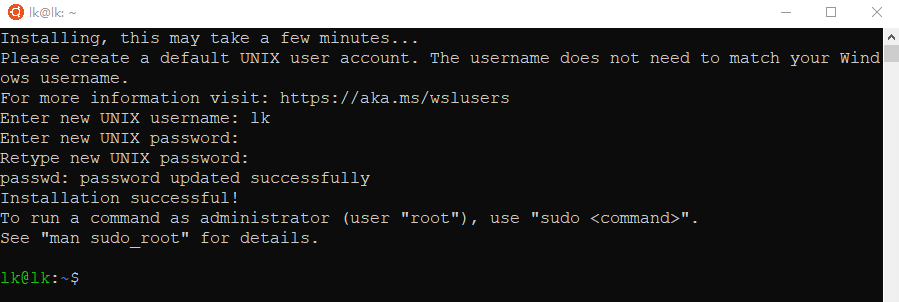 lk@lk: ~
Installing, this may take a few minutes...
Please create a default UNIX user account. The username does not need to match your Wind
ows username.
For more information visit: https://aka.ms/wslusers
Enter new UNIX username: lk
Enter new UNIX password:
Retype new UNIX password:
passwd: password updated successfully
Installation successful!
To run a command as administrator (user "root"), use "sudo <command>".
See "man sudo_root" for details.
lk@lk:~$